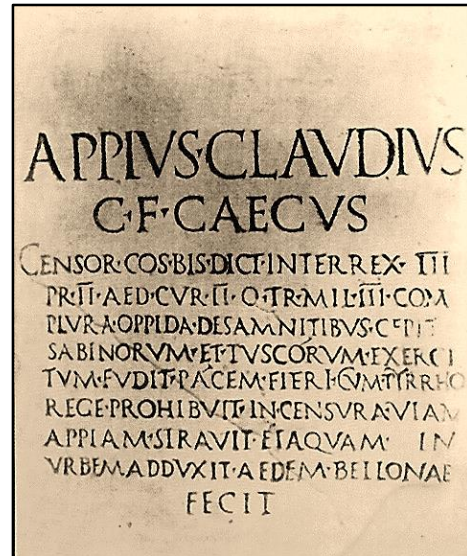 APPIVS·CLAVDIVS
C·F·CAECVS
CENSOR·COS·BIS·DICT·INTERREX·III
PR·II·AED·CVR·II·Q·TR·MIL·III·COM
PLVRA·OPPIDA·DE·SAMNITIBVS·CEPIT
SABINORVM·ET·TVSCORVM·EXERCI
TVM·FVDIT·PACEM·FIERI·CVM·PYRRHO
REGE·PROHIBVIT·IN·CENSVRA·VIAM
APPIAM·STRAVIT·ET·AQVAM· IN
VRBEM·ADDVXIT·AEDEM·BELLONAE
FECIT